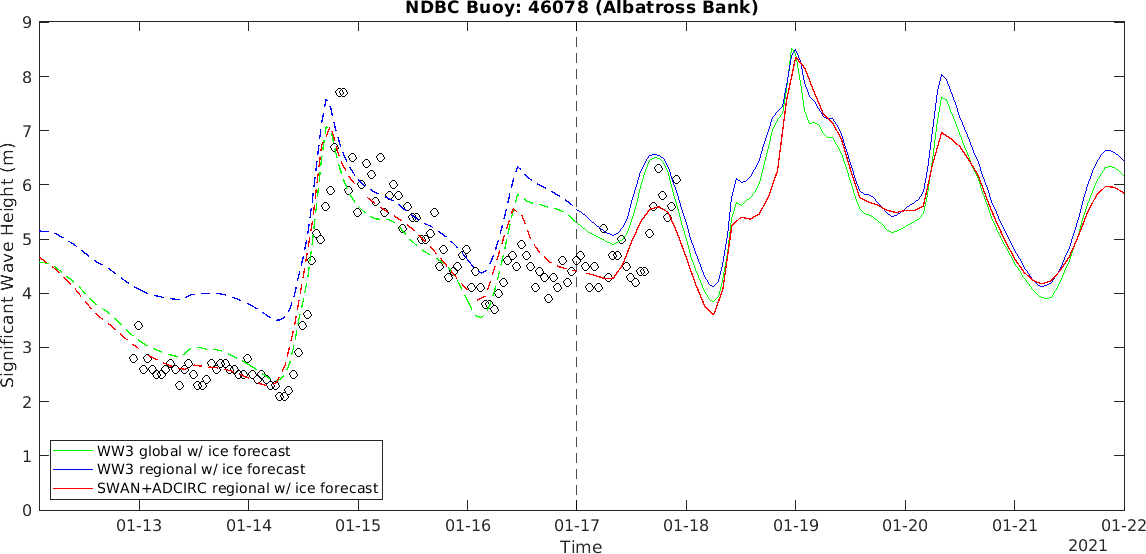 NDBC Buoy: 46078 (Albatross Bank)
Significant Wave Height (m)
9
8
7
6
5
4
3
2
1
0
WW3 global w/ ice forecast
WW3 regional w/ ice forecast
SWAN+ADCIRC regional w/ ice forecast
01-13 01-14 01-15 01-16 01-17 01-18 01-19 01-20 01-21 01-22
Time
2021